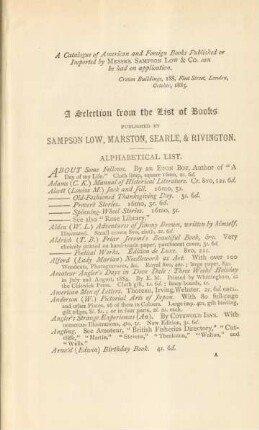 A Catalogue of American and Foreign Books Published or
Imported by MESSRS. SAMPSON LOW & CO. can
be had on application.
Crown Buildings, 188, Fleet Street, London,
October, 1885.
A Selection from the List of Books
PUBLISHED BY
SAMPSON LOW, MARSTON, SEARLE, & RIVINGTON.
ALPHABETICAL LIST.
ABOUT Some Fellows. By an ETON BOY, Author of "A
Day of my Life." Cloth limp, square 16mo, 2s. 6d.
Adams (C. K.) Manual of Historical Literature. Cr. 8vo, 12s. 6d.
Alcott (Louisa M.) Jack and Jill. 16mo, 5s.
—— Old-Fashioned Thanksgiving Day. 3s. 6d.
—— Proverb Stories. 16mo, 3s. 6d.
—— Spinning-Wheel Stories. 16mo, 5s.
—— See also "Rose Library."
Alden (W. L.) Adventures of Jimmy Brown, written by himself.
Illustrated. Small crown 8vo, cloth, 2s. 6d.
Aldrich (T. B.) Friar Jerome's Beautiful Book, &c. Very
choicely printed on hand-made paper, parchment cover, 3s. 6d.
—— Poetical Works. Edition de Luxe. 8vo, 21s.
Alford (Lady Marian) Needlework as Art. With over 100
Woodcuts, Photogravures, &c. Royal 8vo,
Amateur Angler's Days in Dove Dale: Three Weeks' Holiday
in July and August, 1884. By E. M. Printed by Whittingham, at
the Chiswick Press. Cloth gilt, 1s. 6d.; fancy boards, 1s.
American Men of Letters. Thoreau, Irving, Webster. 2s. 6d. each.
Anderson (W.) Pictorial Arts of Japan. With 80 full-page
and other Plates, 16 of them in Colours. Large imp. 4to, gilt binding,
gilt edges, 8l. 8s.; or in four parts, 2l. 2s. each.
Angler's Strange Experiences (An). By COTSWOLD ISYS. With
numerous Illustrations, 4to, 5s. New Edition, 3s. 6d.
Angling. See Amateur, "British Fisheries Directory," "Cut-
cliffe," "Martin," "Stevens," "Theakston," "Walton," and
"Wells."
Arnold (Edwin) Birthday Book. 4s. 6d.
A